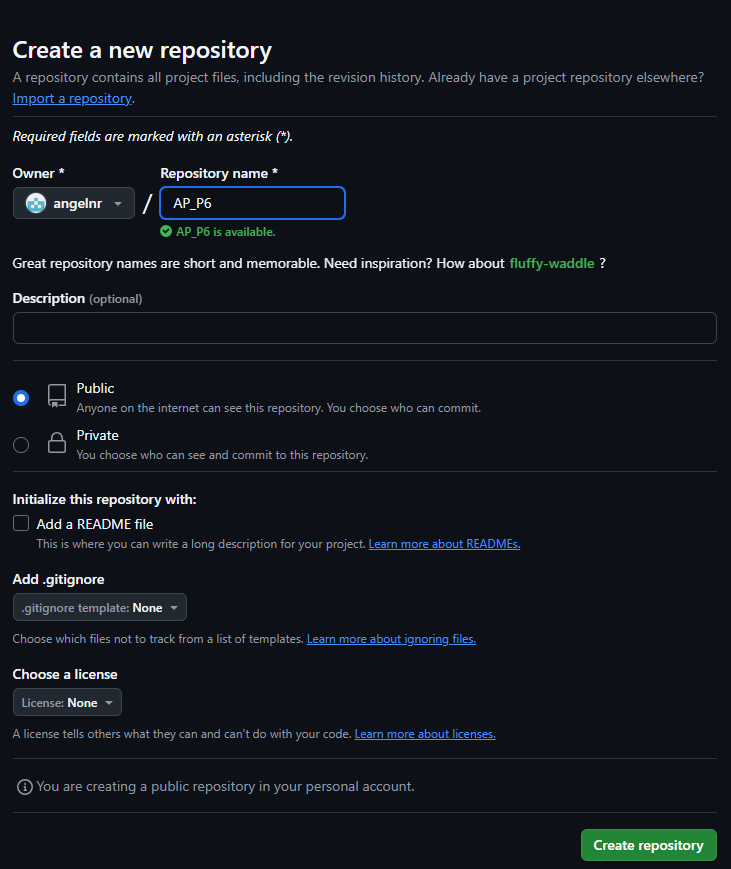 Create a new repository
A repository contains all project files, including the revision history. Already have a project repository elsewhere?
Import a repository.
Required fields are marked with an asterisk (*).
Owner *
Repository name *
angelnr
/
AP_P6
AP_P6 is available.
Great repository names are short and memorable. Need inspiration? How about fluffy-waddle ?
Description (optional)
Public
Anyone on the internet can see this repository. You choose who can commit.
Private
You choose who can see and commit to this repository.
Initialize this repository with:
Add a README file
This is where you can write a long description for your project. Learn more about READMEs.
Add .gitignore
.gitignore template: None
Choose which files not to track from a list of templates. Learn more about ignoring files.
Choose a license
License: None
A license tells others what they can and can't do with your code. Learn more about licenses.
You are creating a public repository in your personal account.
Create repository